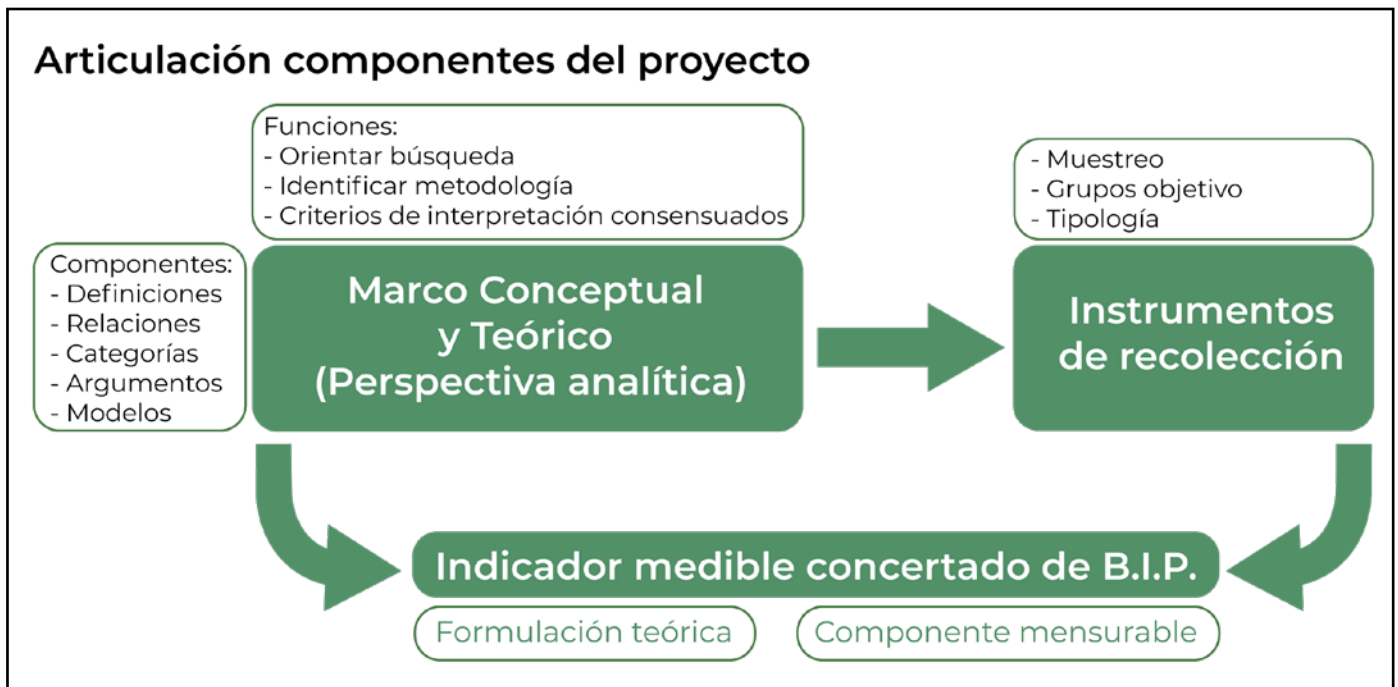 Articulación componentes del proyecto
Funciones:
- Orientar búsqueda
- Identificar metodología
- Criterios de interpretación consensuados
- Muestreo
- Grupos objetivo
- Tipología
Componentes:
- Definiciones
- Relaciones
- Categorías
- Argumentos
- Modelos
Marco Conceptual
y Teórico
(Perspectiva analítica)
Instrumentos
de recolección
Indicador medible concertado de B.I.P.
Formulación teórica
Componente mensurable